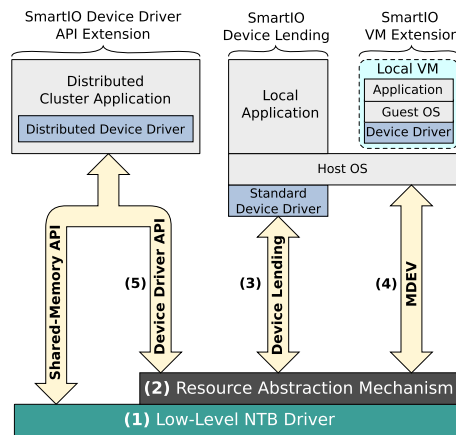 SmartIO Device Driver
API Extension
SmartIO
Device Lending
SmartIO
VM Extension
Distributed
Cluster Application
Distributed Device Driver
Local
Application
Local VM
Application
Guest OS
Device Driver
Host OS
Standard
Device Driver
Shared-Memory API
(5)
Device Driver API
(3)
Device Lending
(4)
MDEV
(2) Resource Abstraction Mechanism
(1) Low-Level NTB Driver